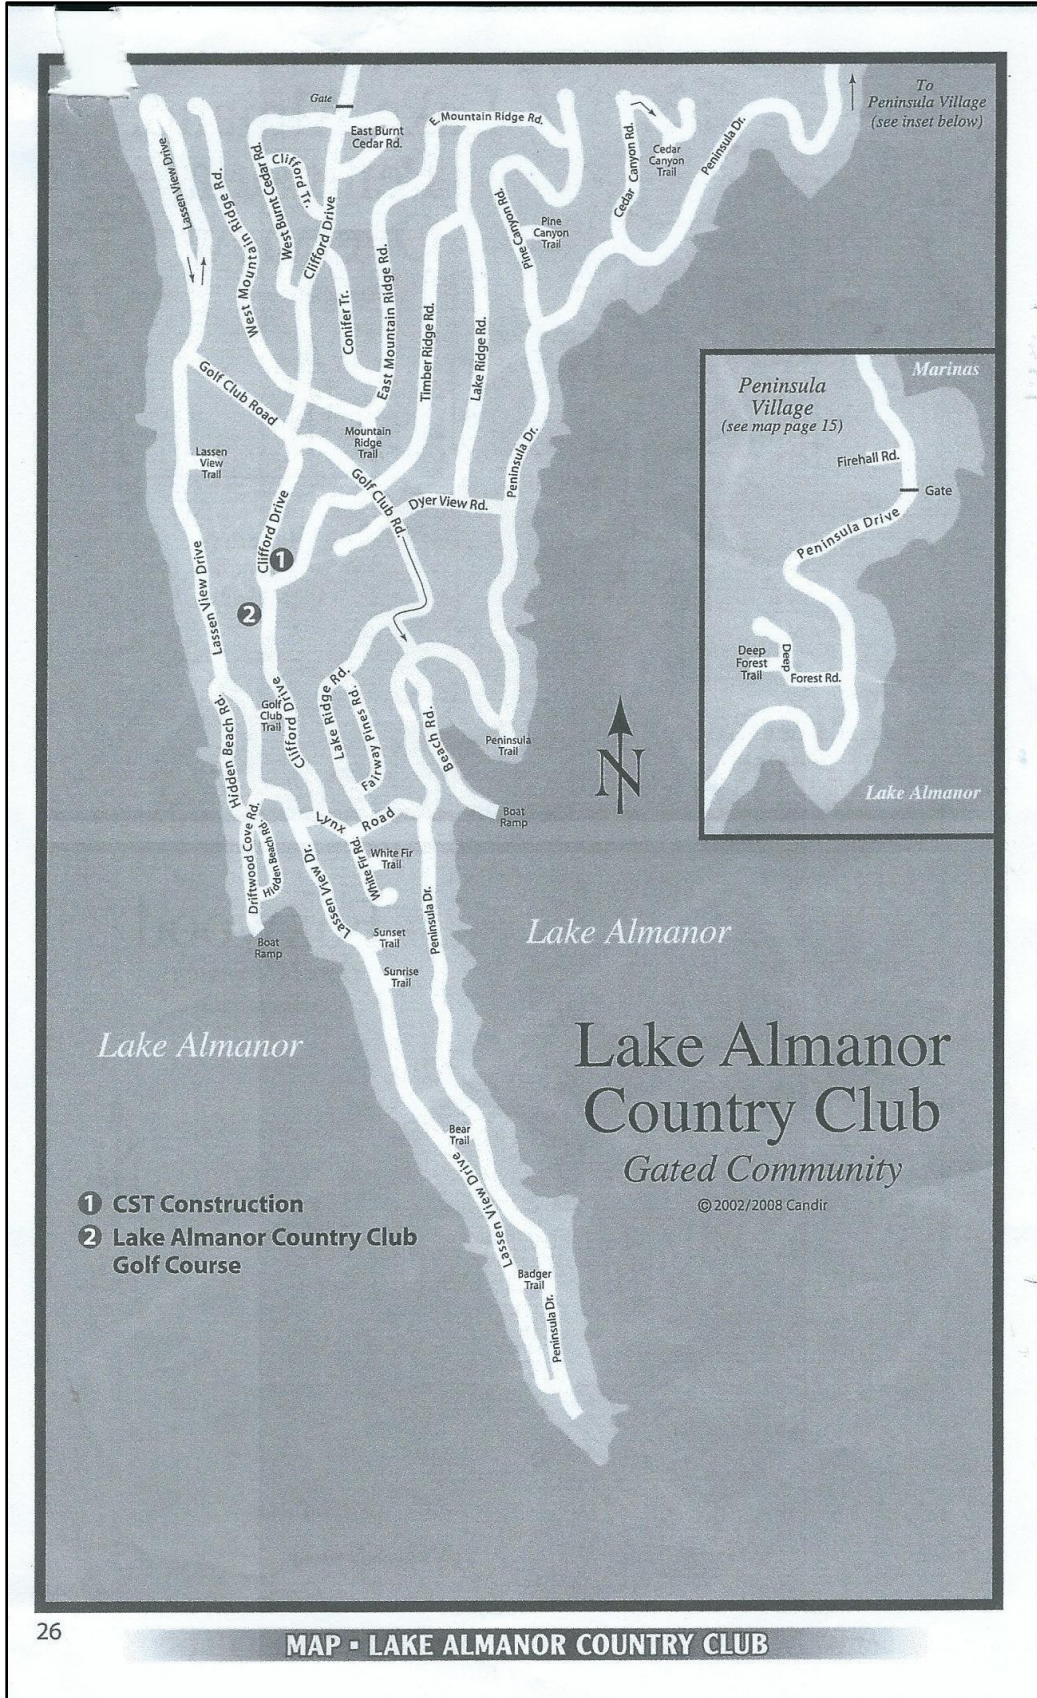 Gate
To
Peninsula Village
(see inset below)
E. Mountain Ridge Rd.
East Burnt
Cedar Rd.
Lassen View Drive
West Mountain Ridge Rd.
West Burnt Cedar Rd.
Clifford Tr.
Clifford Drive
Cedar Canyon Rd.
Cedar
Canyon
Trail
Peninsula Dr.
Pine Canyon Rd.
Pine
Canyon
Trail
Conifer Tr.
East Mountain Ridge Rd.
Timber Ridge Rd.
Lake Ridge Rd.
Golf Club Road
Mountain
Ridge
Trail
Lassen
View
Trail
Golf Club Rd.
Dyer View Rd.
Peninsula Dr.
Clifford Drive
1
2
Lassen View Drive
Peninsula
Village
(see map page 15)
Marinas
Firehall Rd.
Gate
Peninsula Drive
Deep
Forest
Trail
Deep
Forest Rd.
Lake Almanor
Golf
Club
Trail
Clifford Drive
Hidden Beach Rd.
Lake Ridge Rd.
Fairway Pines Rd.
Beach Rd.
Peninsula
Trail
N
Boat
Ramp
Lynx Road
Driftwood Cove Rd.
Hidden Beach Rd.
White Fir Rd.
White Fir
Trail
Lassen View Dr.
Peninsula Dr.
Sunset
Trail
Boat
Ramp
Sunrise
Trail
Lake Almanor
Lake Almanor
Lake Almanor
Country Club
Gated Community
©2002/2008 Candir
Bear
Trail
Lassen View Drive
1 CST Construction
2 Lake Almanor Country Club
Golf Course
Badger
Trail
Peninsula Dr.
26
MAP ▪ LAKE ALMANOR COUNTRY CLUB